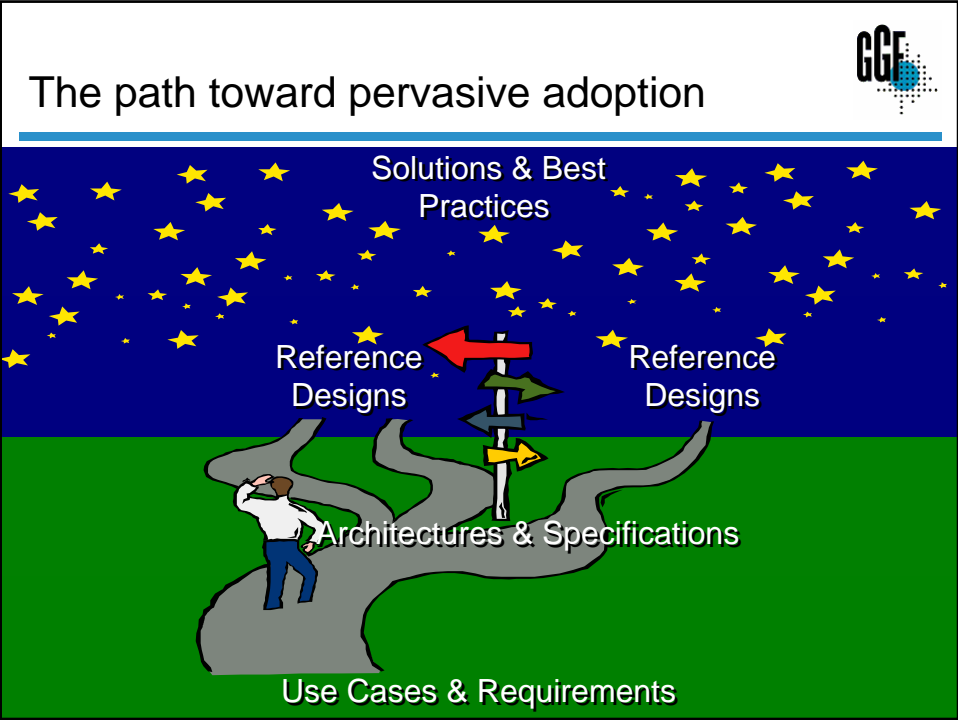 GGF
The path toward pervasive adoption
Solutions & Best
Practices
Reference
Designs
Reference
Designs
Architectures & Specifications
Use Cases & Requirements